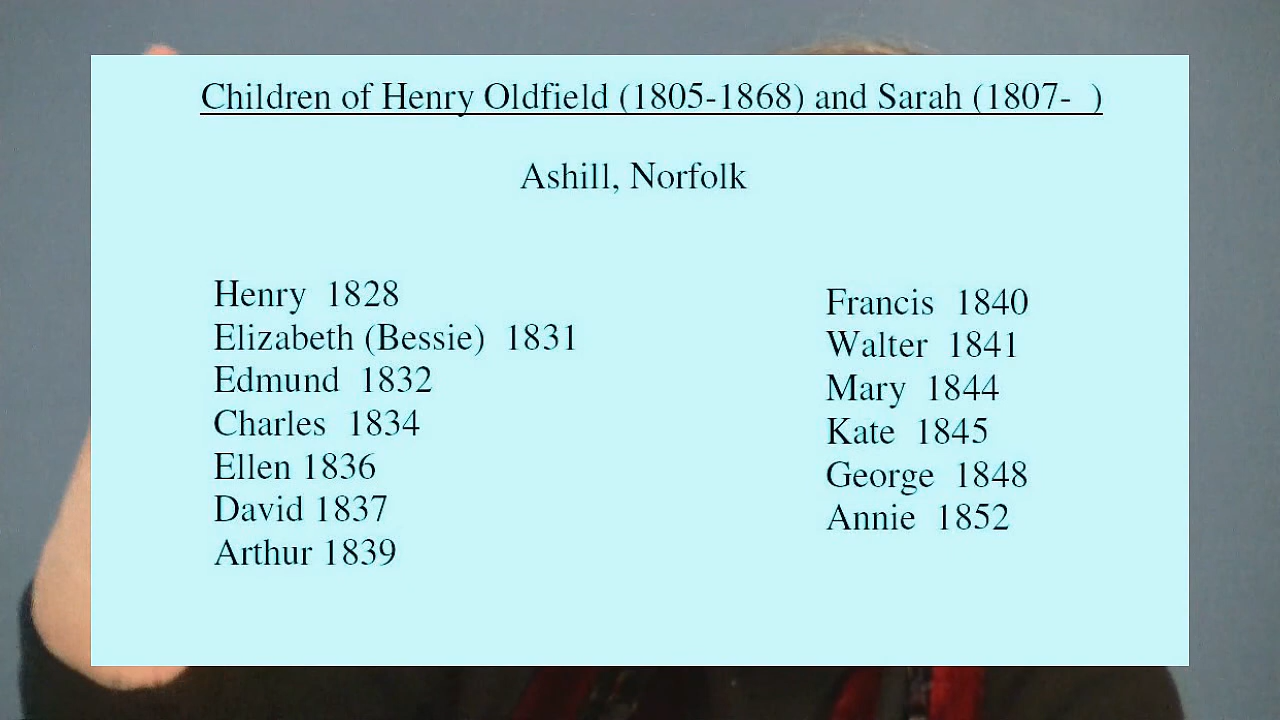 Children of Henry Oldfield (1805-1868) and Sarah (1807-  )
Ashill, Norfolk
Henry  1828
Elizabeth (Bessie)  1831
Edmund  1832
Charles  1834
Ellen 1836
David 1837
Arthur 1839
Francis  1840
Walter  1841
Mary  1844
Kate  1845
George  1848
Annie  1852